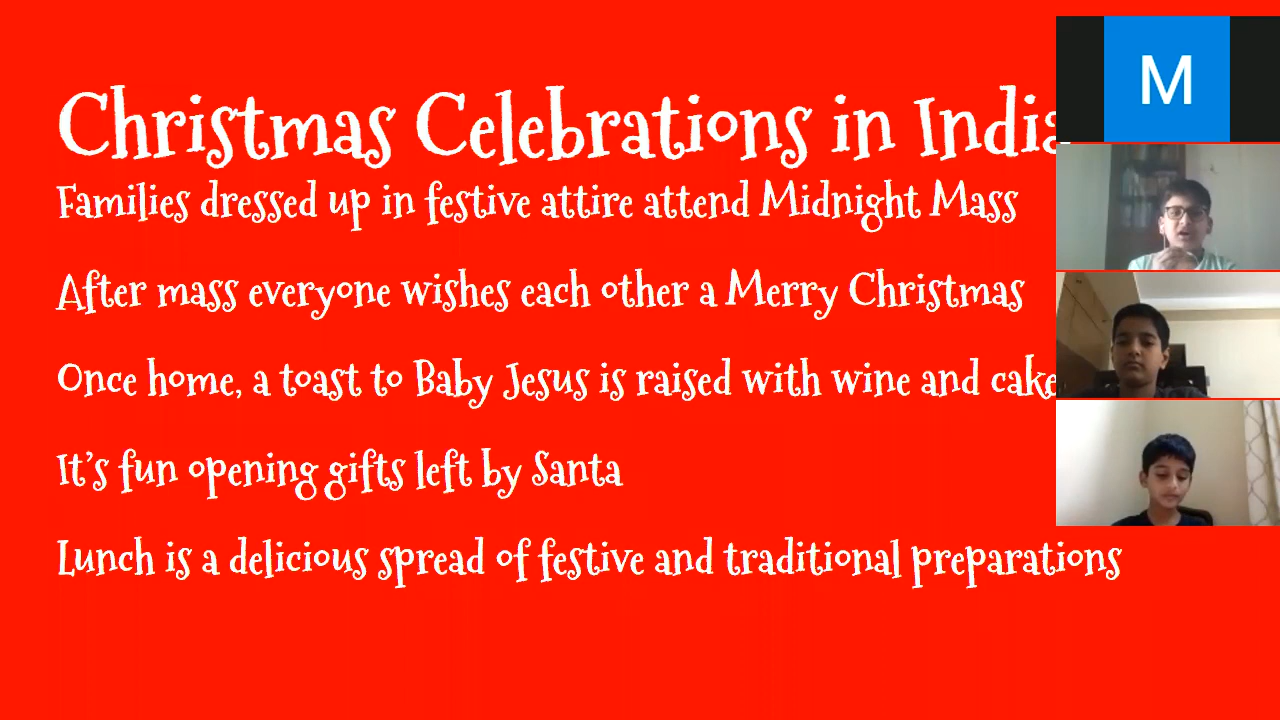 Christmas Celebrations in India
Families dressed up in festive attire attend Midnight Mass
After mass everyone wishes each other a Merry Christmas
Once home, a toast to Baby Jesus is raised with wine and cake
It's fun opening gifts left by Santa
Lunch is a delicious spread of festive and traditional preparations
M